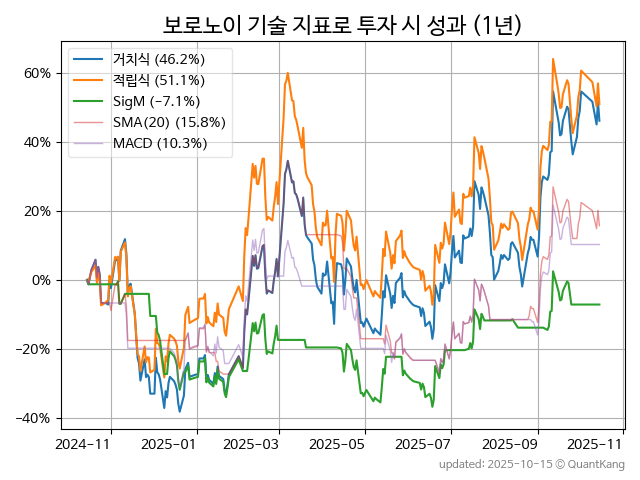 보로노이 기술 지표로 투자 시 성과 (1년)
거치식 (46.2%)
적립식 (51.1%)
SigM (−7.1%)
SMA(20) (15.8%)
MACD (10.3%)
60%
40%
20%
0%
−20%
−40%
2024-11 2025-01 2025-03 2025-05 2025-07 2025-09 2025-11
updated: 2025-10-15 © QuantKang